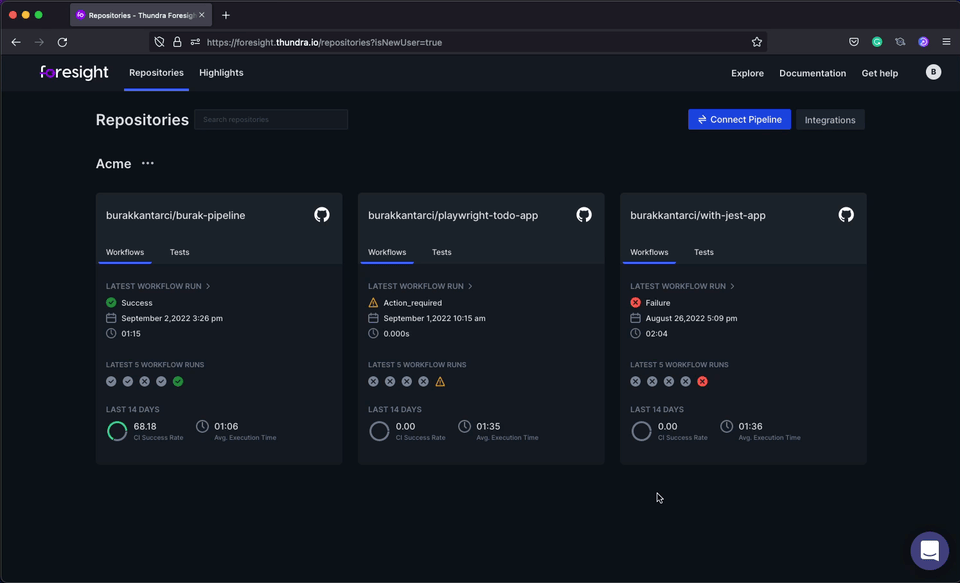 Repositories - Thundra Foresigh
https://foresight.thundra.io/repositories?isNewUser=true
foresight
Repositories
Highlights
Explore
Documentation
Get help
B
Repositories
Search repositories
Connect Pipeline
Integrations
Acme
burakkantarci/burak-pipeline
Workflows
Tests
LATEST WORKFLOW RUN
Success
September 2,2022 3:26 pm
01:15
LATEST 5 WORKFLOW RUNS
LAST 14 DAYS
68.18
CI Success Rate
01:06
Avg. Execution Time
burakkantarci/playwright-todo-app
Workflows
Tests
LATEST WORKFLOW RUN
Action_required
September 1,2022 10:15 am
0.000s
LATEST 5 WORKFLOW RUNS
LAST 14 DAYS
0.00
CI Success Rate
01:35
Avg. Execution Time
burakkantarci/with-jest-app
Workflows
Tests
LATEST WORKFLOW RUN
Failure
August 26,2022 5:09 pm
02:04
LATEST 5 WORKFLOW RUNS
LAST 14 DAYS
0.00
CI Success Rate
01:36
Avg. Execution Time